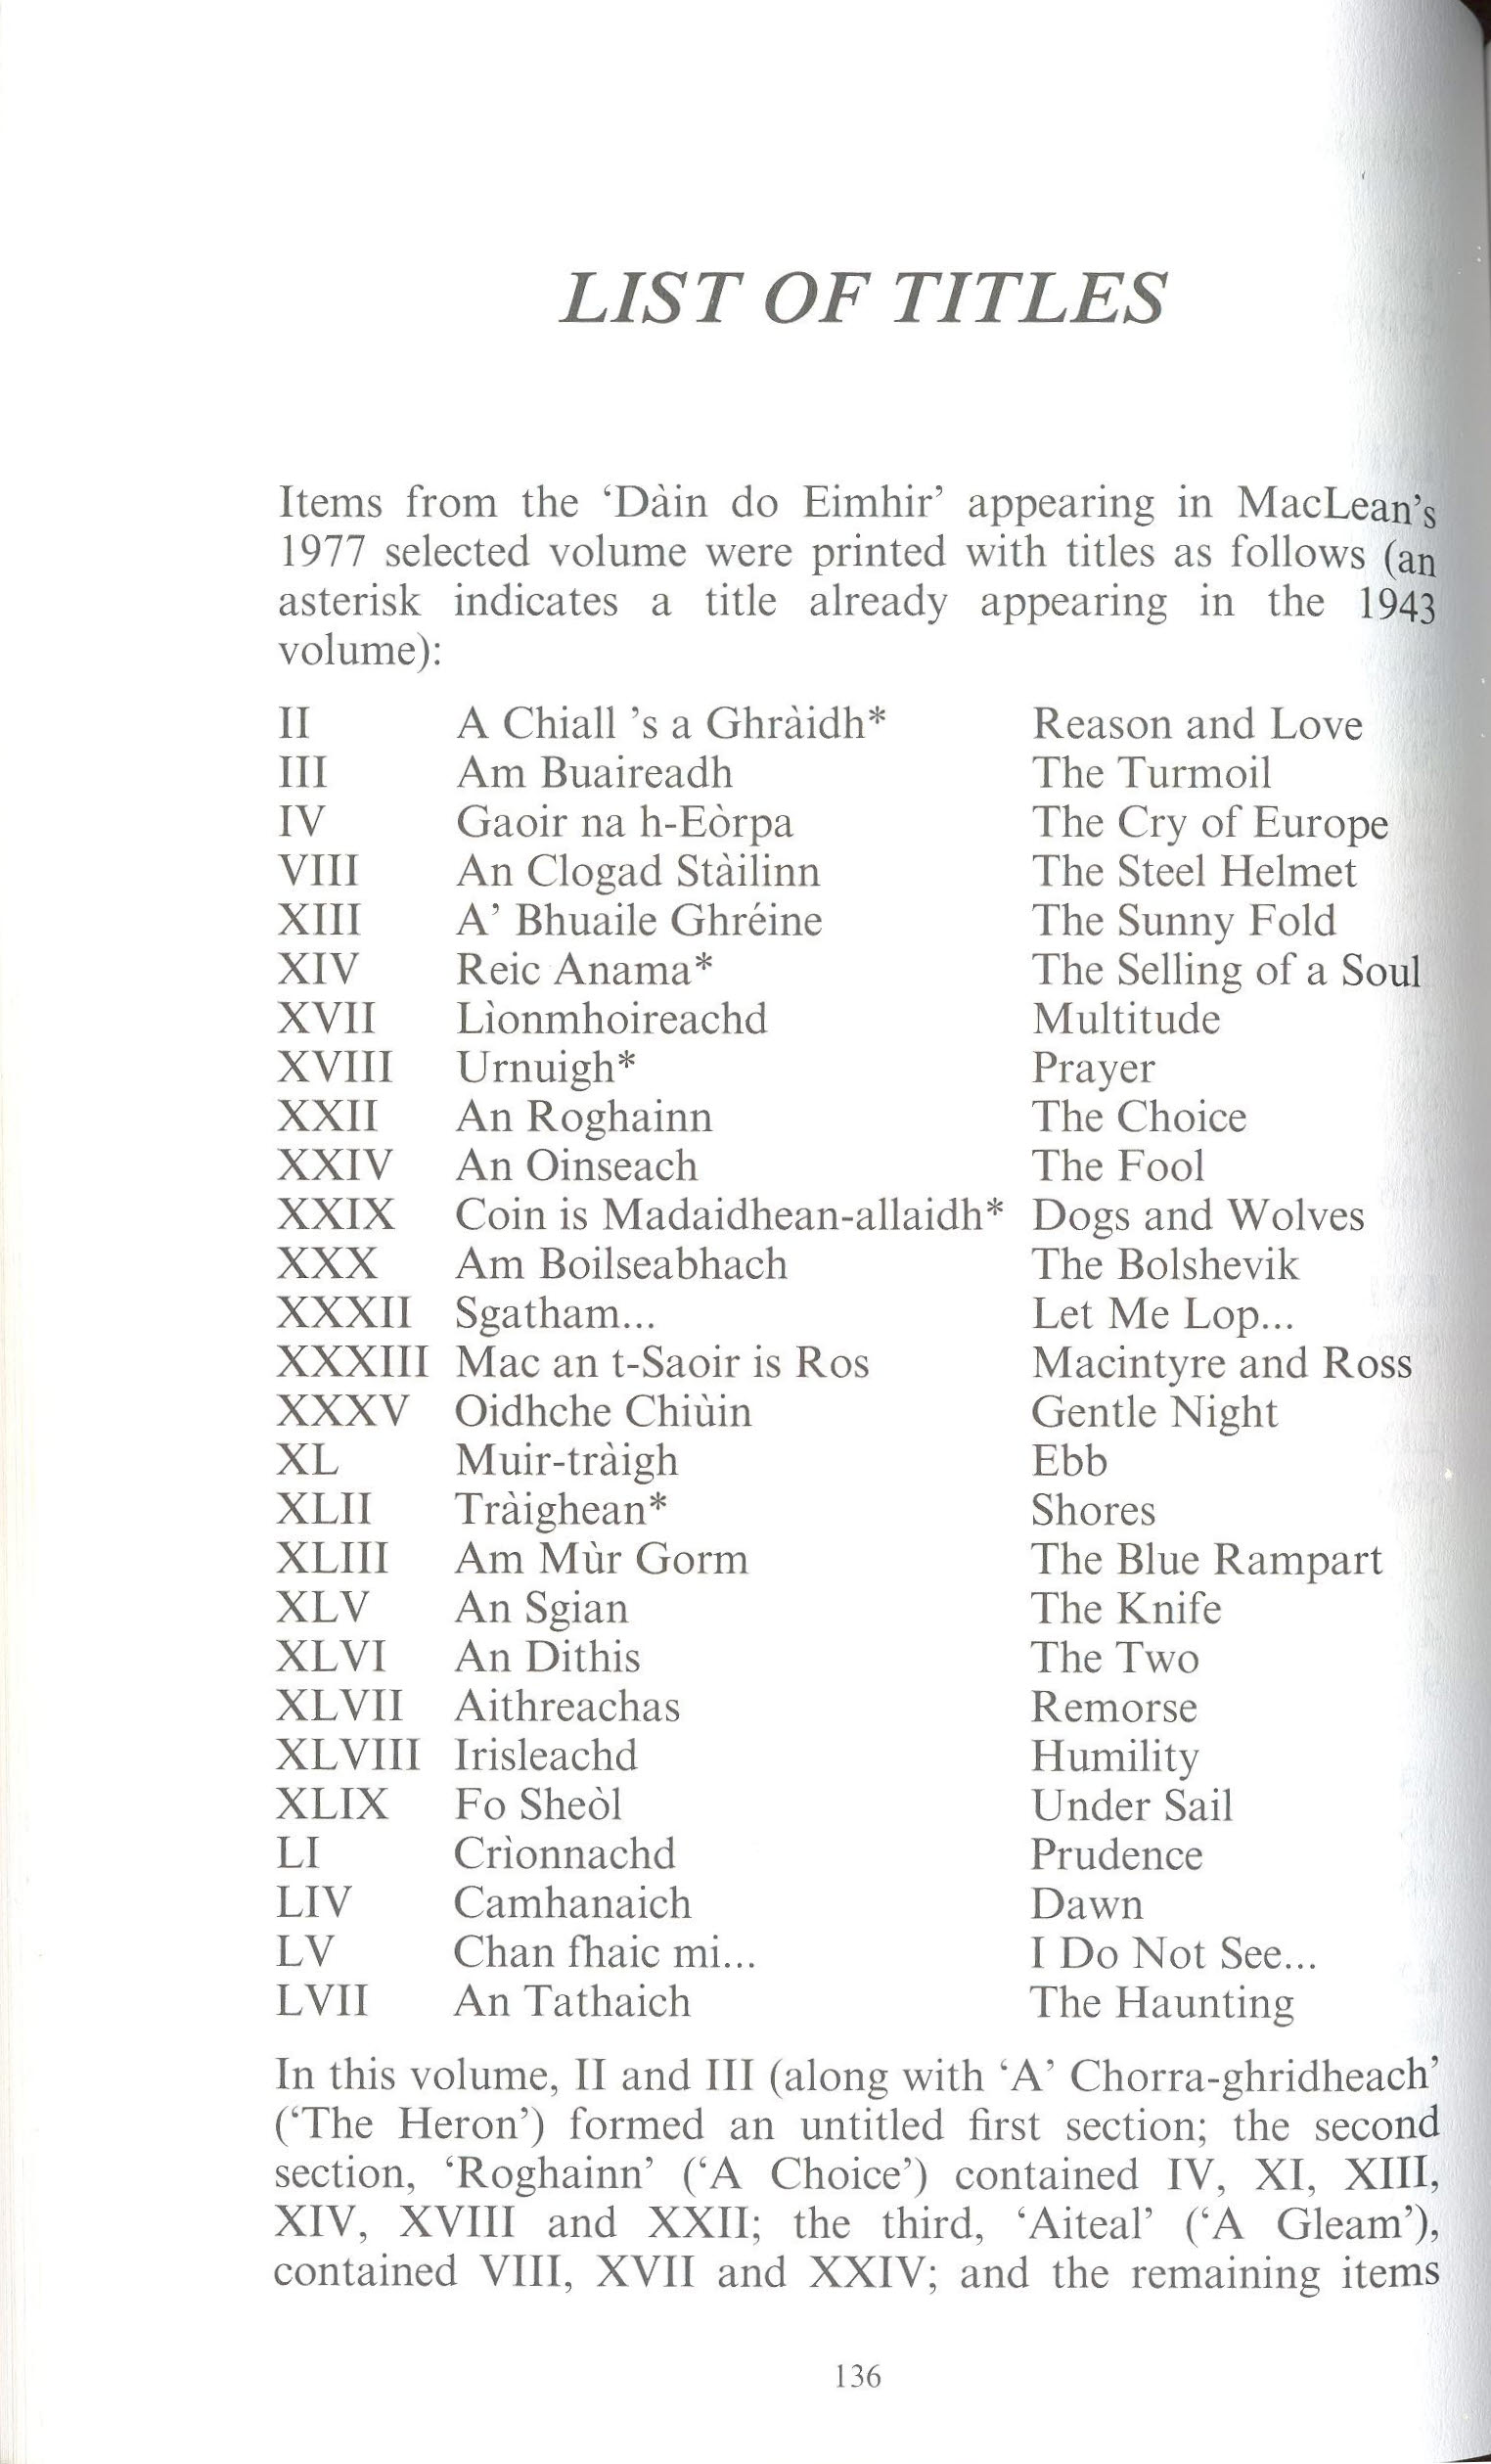 LIST OF TITLES
Items from the ‘Dàin do Eimhir’ appearing in MacLean’s
1977 selected volume were printed with titles as follows (an
asterisk indicates a title already appearing in the 1943
volume):
II A Chiall ’s a Ghràidh* Reason and Love
III Am Buaireadh The Turmoil
IV Gaoir na h-Eòrpa The Cry of Europe
VIII An Clogad Stàilinn The Steel Helmet
XIII A’ Bhuaile Ghréine The Sunny Fold
XIV Reic Anama* The Selling of a Soul
XVII Lìonmhoireachd Multitude
XVIII Urnuigh* Prayer
XXII An Roghainn The Choice
XXIV An Oinseach The Fool
XXIX Coin is Madaidhean-allaidh* Dogs and Wolves
XXX Am Boilseabhach The Bolshevik
XXXII Sgatham... Let Me Lop...
XXXIII Mac an t-Saoir is Ros Macintyre and Ross
XXXV Oidhche Chiùin Gentle Night
XL Muir-tràigh Ebb
XLII Tràighean* Shores
XLIII Am Mùr Gorm The Blue Rampart
XLV An Sgian The Knife
XLVI An Dithis The Two
XLVII Aithreachas Remorse
XLVIII Irisleachd Humility
XLIX Fo Sheòl Under Sail
LI Crìonnachd Prudence
LIV Camhanaich Dawn
LV Chan fhaic mi... I Do Not See...
LVII An Tathaich The Haunting
In this volume, II and III (along with ‘A’ Chorra-ghridheach’
(‘The Heron’) formed an untitled first section; the second
section, ‘Roghainn’ (‘A Choice’) contained IV, XI, XIII,
XIV, XVIII and XXII; the third, ‘Aiteal’ (‘A Gleam’),
contained VIII, XVII and XXIV; and the remaining items
136